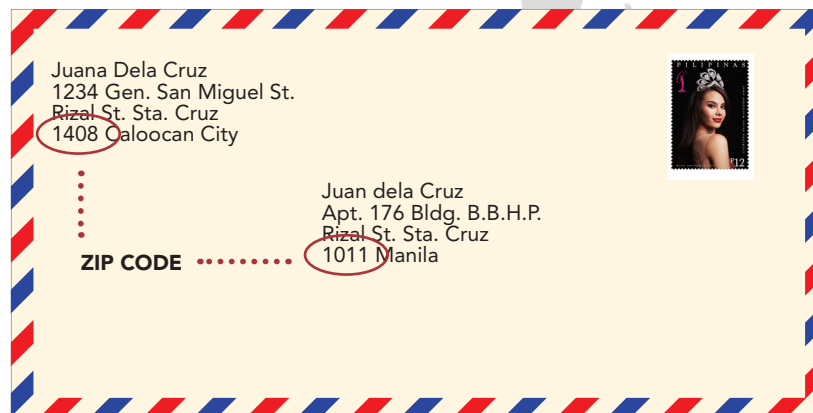 Juana Dela Cruz
1234 Gen. San Miguel St.
Rizal St. Sta. Cruz
1408 Caloocan City
PILIPINAS
₱12
Juan dela Cruz
Apt. 176 Bldg. B.B.H.P.
Rizal St. Sta. Cruz
1011 Manila
ZIP CODE